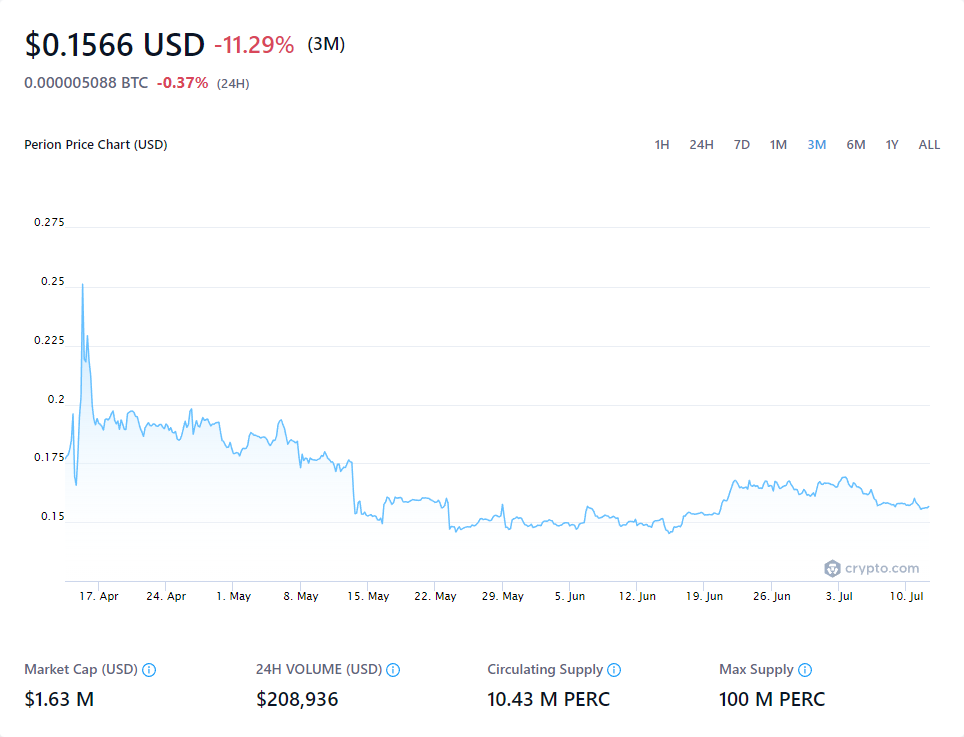 $0.1566 USD -11.29% (3M)
0.000005088 BTC -0.37% (24H)
Perion Price Chart (USD) 1H 24H 7D 1M 3M 6M 1Y ALL
0.275
0.25
0.225
0.2
0.175
0.15
crypto.com
17. Apr 24. Apr 1. May 8. May 15. May 22. May 29. May 5. Jun 12. Jun 19. Jun 26. Jun 3. Jul 10. Jul
Market Cap (USD) 24H VOLUME (USD) Circulating Supply Max Supply
$1.63 M $208,936 10.43 M PERC 100 M PERC